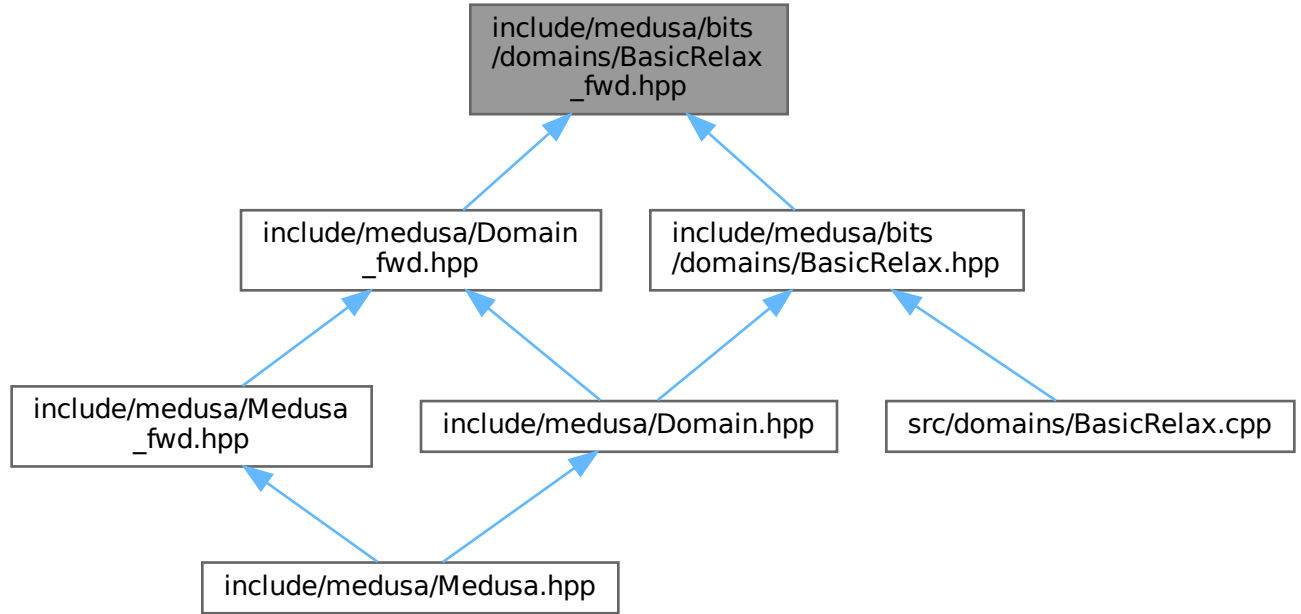 include/medusa/bits
/domains/BasicRelax
_fwd.hpp
include/medusa/Domain
_fwd.hpp
include/medusa/bits
/domains/BasicRelax.hpp
include/medusa/Medusa
_fwd.hpp
include/medusa/Domain.hpp
src/domains/BasicRelax.cpp
include/medusa/Medusa.hpp